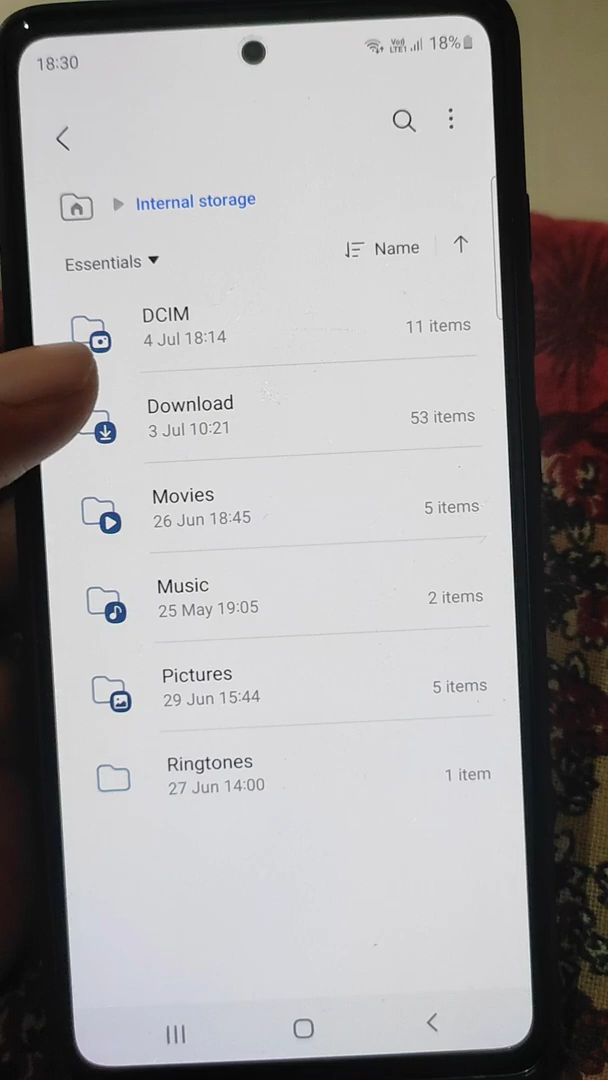 18:30
Vo) LTE1 18%
Internal storage
Essentials
Name
DCIM
4 Jul 18:14
11 items
Download
3 Jul 10:21
53 items
Movies
26 Jun 18:45
5 items
Music
25 May 19:05
2 items
Pictures
29 Jun 15:44
5 items
Ringtones
27 Jun 14:00
1 item